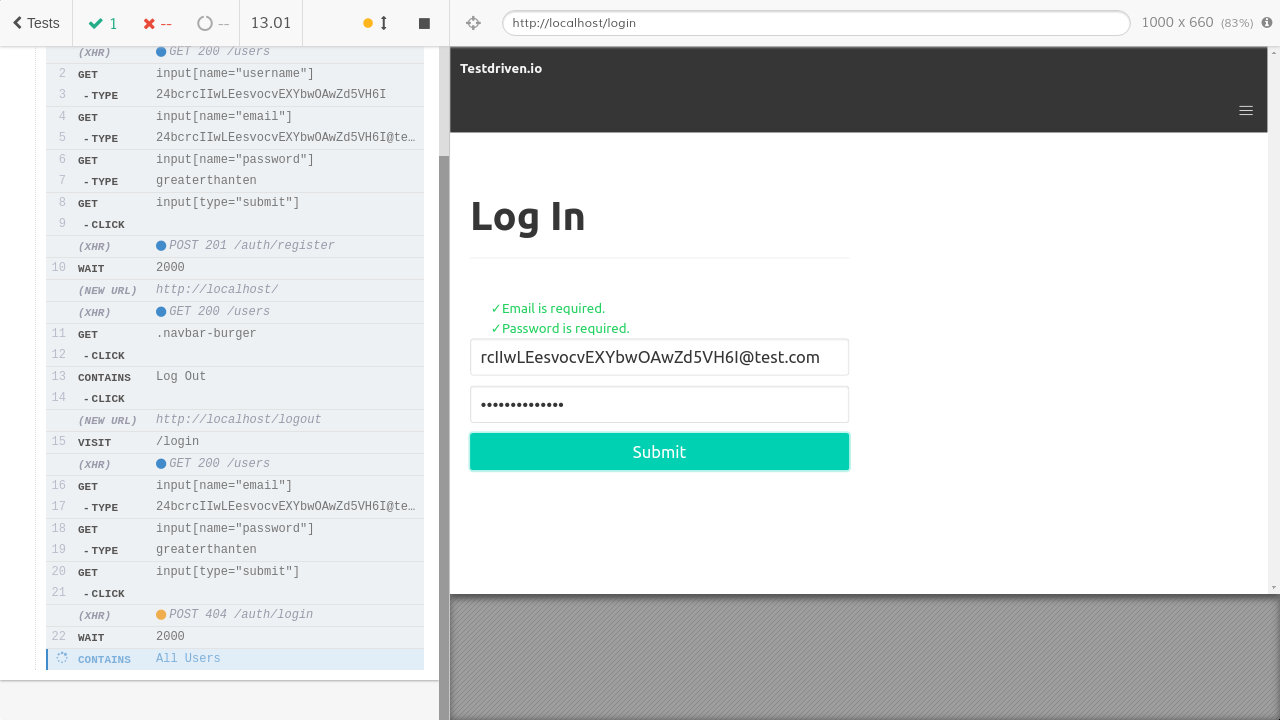 Tests
1
--
--
13.01
http://localhost/login
1000 x 660 (83%)
(XHR) GET 200 /users
2 GET input[name="username"]
3 -TYPE 24bcrcIIwLEesvocvEXYbwOAwZd5VH6I
4 GET input[name="email"]
5 -TYPE 24bcrcIIwLEesvocvEXYbwOAwZd5VH6I@te…
6 GET input[name="password"]
7 -TYPE greaterthanten
8 GET input[type="submit"]
9 -CLICK
(XHR) POST 201 /auth/register
10 WAIT 2000
(NEW URL) http://localhost/
(XHR) GET 200 /users
11 GET .navbar-burger
12 -CLICK
13 CONTAINS Log Out
14 -CLICK
(NEW URL) http://localhost/logout
15 VISIT /login
(XHR) GET 200 /users
16 GET input[name="email"]
17 -TYPE 24bcrcIIwLEesvocvEXYbwOAwZd5VH6I@te…
18 GET input[name="password"]
19 -TYPE greaterthanten
20 GET input[type="submit"]
21 -CLICK
(XHR) POST 404 /auth/login
22 WAIT 2000
CONTAINS All Users
Testdriven.io
Log In
✓Email is required.
✓Password is required.
rcIIwLEesvocvEXYbwOAwZd5VH6I@test.com
••••••••••••••
Submit